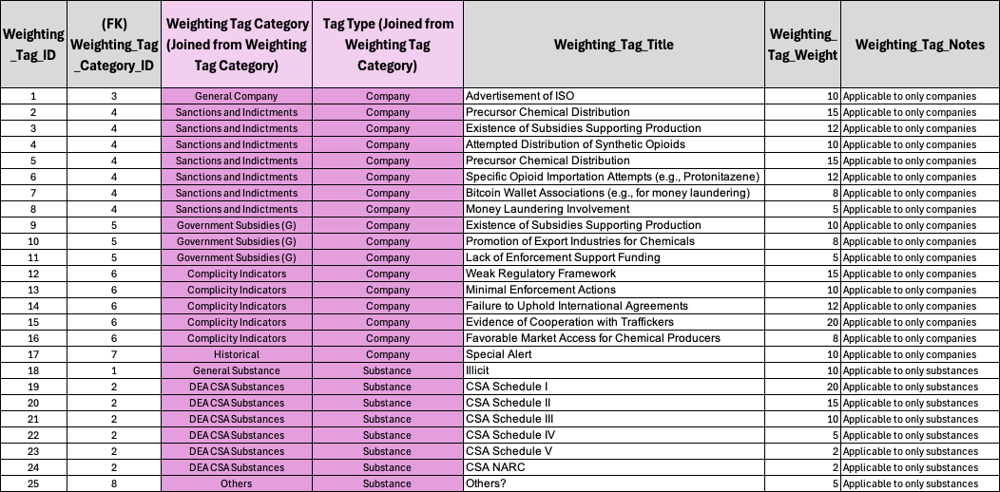 Weighting_Tag_ID	(FK) Weighting_Tag_Category_ID	Weighting Tag Category (Joined from Weighting Tag Category)	Tag Type (Joined from Weighting Tag Category)	Weighting_Tag_Title	Weighting_Tag_Weight	Weighting_Tag_Notes
1	3	General Company	Company	Advertisement of ISO	10	Applicable to only companies
2	4	Sanctions and Indictments	Company	Precursor Chemical Distribution	15	Applicable to only companies
3	4	Sanctions and Indictments	Company	Existence of Subsidies Supporting Production	12	Applicable to only companies
4	4	Sanctions and Indictments	Company	Attempted Distribution of Synthetic Opioids	10	Applicable to only companies
5	4	Sanctions and Indictments	Company	Precursor Chemical Distribution	15	Applicable to only companies
6	4	Sanctions and Indictments	Company	Specific Opioid Importation Attempts (e.g., Protonitazene)	12	Applicable to only companies
7	4	Sanctions and Indictments	Company	Bitcoin Wallet Associations (e.g., for money laundering)	8	Applicable to only companies
8	4	Sanctions and Indictments	Company	Money Laundering Involvement	5	Applicable to only companies
9	5	Government Subsidies (G)	Company	Existence of Subsidies Supporting Production	10	Applicable to only companies
10	5	Government Subsidies (G)	Company	Promotion of Export Industries for Chemicals	8	Applicable to only companies
11	5	Government Subsidies (G)	Company	Lack of Enforcement Support Funding	5	Applicable to only companies
12	6	Complicity Indicators	Company	Weak Regulatory Framework	15	Applicable to only companies
13	6	Complicity Indicators	Company	Minimal Enforcement Actions	10	Applicable to only companies
14	6	Complicity Indicators	Company	Failure to Uphold International Agreements	12	Applicable to only companies
15	6	Complicity Indicators	Company	Evidence of Cooperation with Traffickers	20	Applicable to only companies
16	6	Complicity Indicators	Company	Favorable Market Access for Chemical Producers	8	Applicable to only companies
17	7	Historical	Company	Special Alert	10	Applicable to only companies
18	1	General Substance	Substance	Illicit	10	Applicable to only substances
19	2	DEA CSA Substances	Substance	CSA Schedule I	20	Applicable to only substances
20	2	DEA CSA Substances	Substance	CSA Schedule II	15	Applicable to only substances
21	2	DEA CSA Substances	Substance	CSA Schedule III	10	Applicable to only substances
22	2	DEA CSA Substances	Substance	CSA Schedule IV	5	Applicable to only substances
23	2	DEA CSA Substances	Substance	CSA Schedule V	2	Applicable to only substances
24	2	DEA CSA Substances	Substance	CSA NARC	2	Applicable to only substances
25	8	Others	Substance	Others?	5	Applicable to only substances